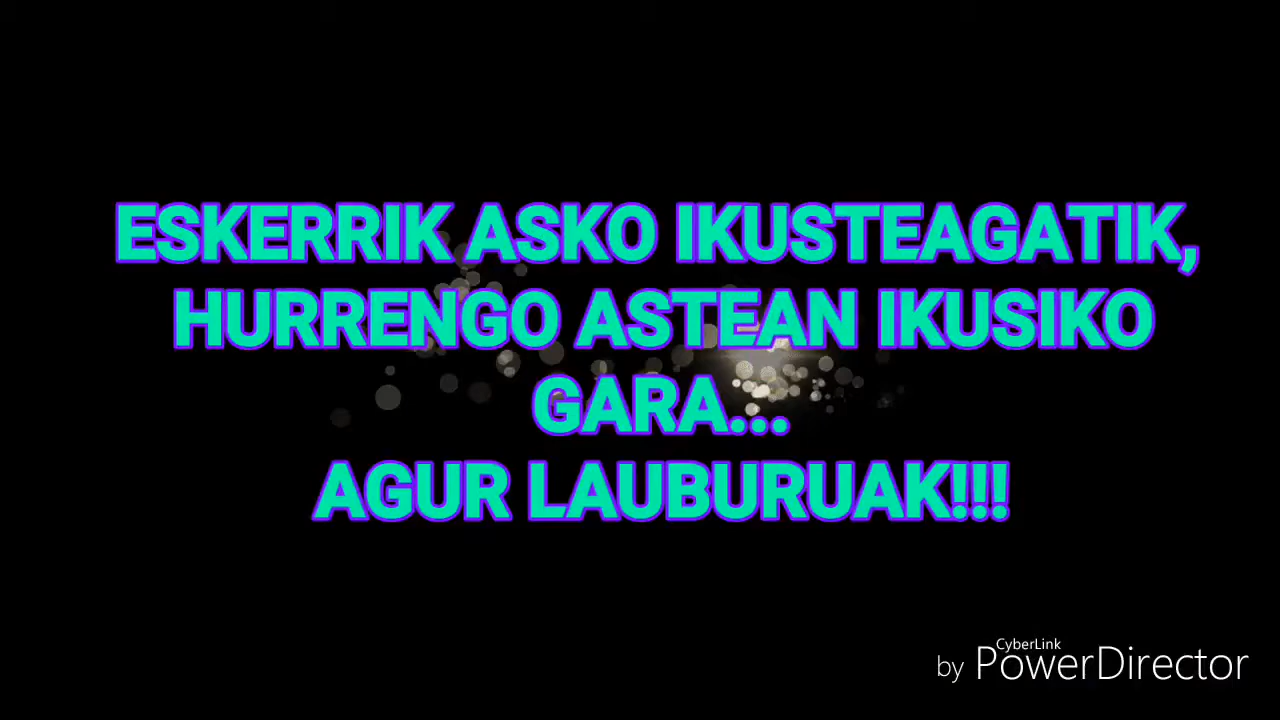 ESKERRIK ASKO IKUSTEAGATIK,
HURRENGO ASTEAN IKUSIKO
GARA...
AGUR LAUBURUAK!!!
CyberLink
by PowerDirector